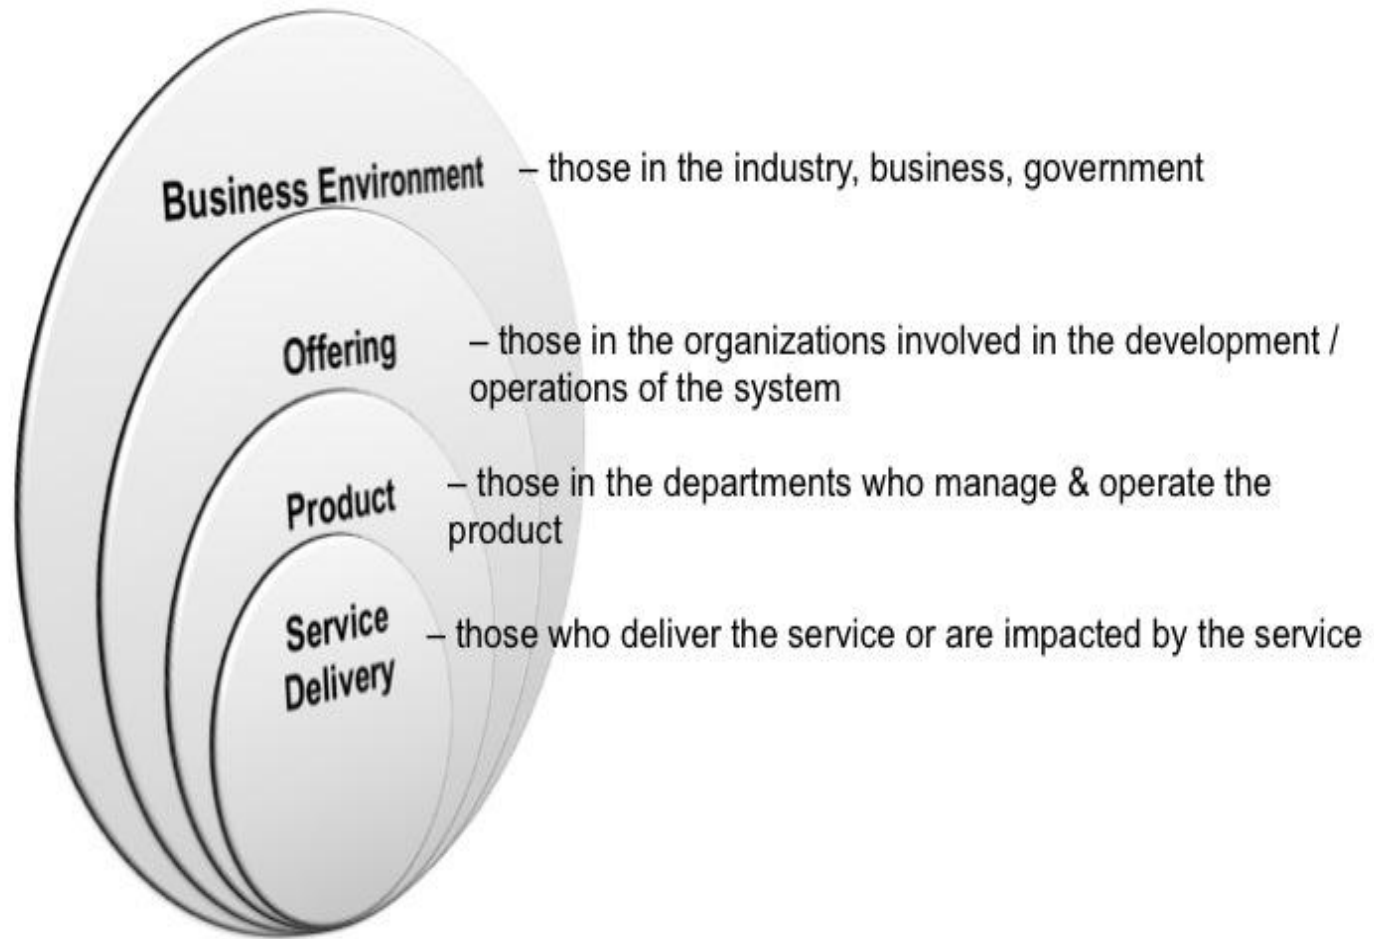 Business Environment – those in the industry, business, government
Offering – those in the organizations involved in the development /
operations of the system
Product – those in the departments who manage & operate the
product
Service – those who deliver the service or are impacted by the service
Delivery